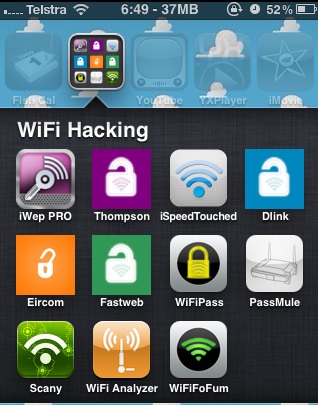 Telstra 6:49 - 37MB 52%
Fish Cal YouTube YXPlayer iMovie
WiFi Hacking
iWep PRO Thompson iSpeedTouched Dlink
Eircom Fastweb WiFiPass PassMule
Scany WiFi Analyzer WiFiFoFum